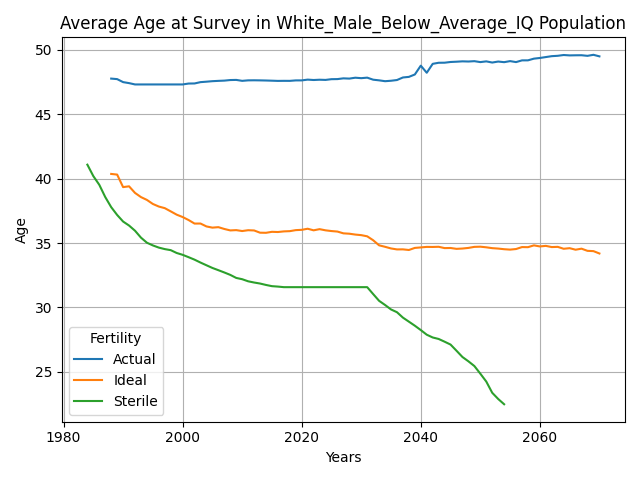 Average Age at Survey in White_Male_Below_Average_IQ Population
50
45
40
35
30
25
Age
Fertility
Actual
Ideal
Sterile
1980
2000
2020
2040
2060
Years